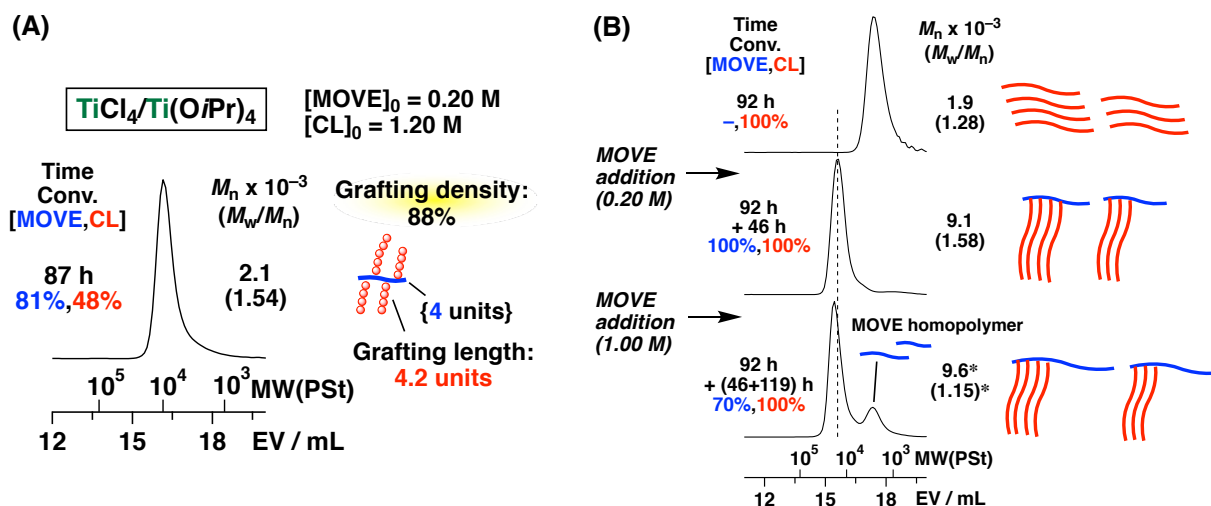 (A)
TiCl4/Ti(OiPr)4
[MOVE]0 = 0.20 M
[CL]0 = 1.20 M
Time
Conv.
[MOVE,CL]
Mn x 10–3
(Mw/Mn)
Grafting density:
88%
87 h
81%,48%
2.1
(1.54)
{4 units}
Grafting length:
4.2 units
105 104 103 MW(PSt)
12 15 18 EV / mL
(B)
Time
Conv.
[MOVE,CL]
Mn x 10–3
(Mw/Mn)
92 h
–,100%
1.9
(1.28)
MOVE
addition
(0.20 M)
92 h
+ 46 h
100%,100%
9.1
(1.58)
MOVE
addition
(1.00 M)
MOVE homopolymer
92 h
+ (46+119) h
70%,100%
9.6*
(1.15)*
105 104 103 MW(PSt)
12 15 18 EV / mL